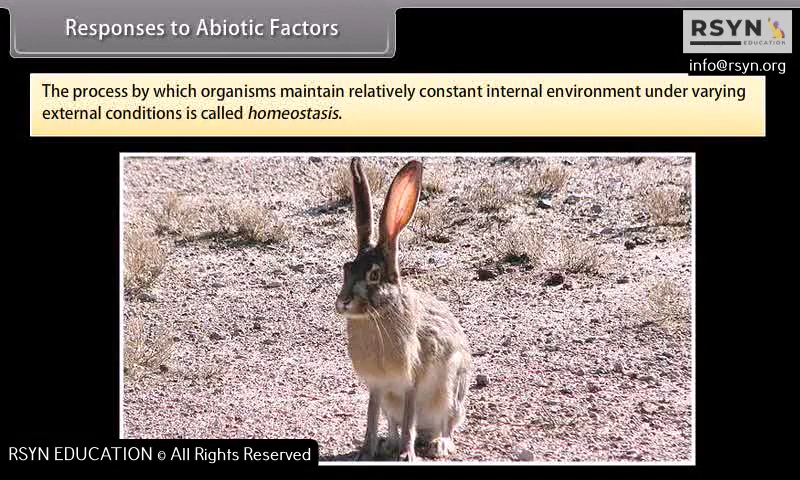 Responses to Abiotic Factors
RSYN
EDUCATION
info@rsyn.org
The process by which organisms maintain relatively constant internal environment under varying
external conditions is called homeostasis.
RSYN EDUCATION © All Rights Reserved